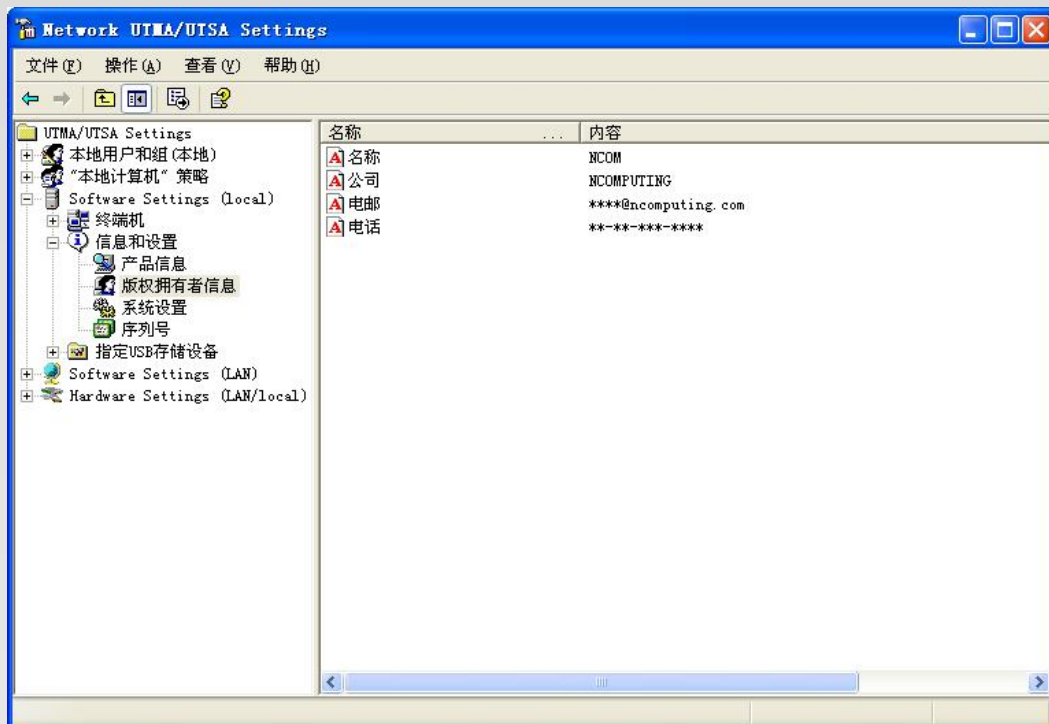 Network UTMA/UTSA Settings
文件(F) 操作(A) 查看(V) 帮助(H)
UTMA/UTSA Settings
本地用户和组(本地)
“本地计算机” 策略
Software Settings (local)
终端机
信息和设置
产品信息
版权拥有者信息
系统设置
序列号
指定USB存储设备
Software Settings (LAN)
Hardware Settings (LAN/local)
名称 ... 内容
名称 NCOM
公司 NCOMPUTING
电邮 ****@ncomputing.com
电话 **-**-***-****